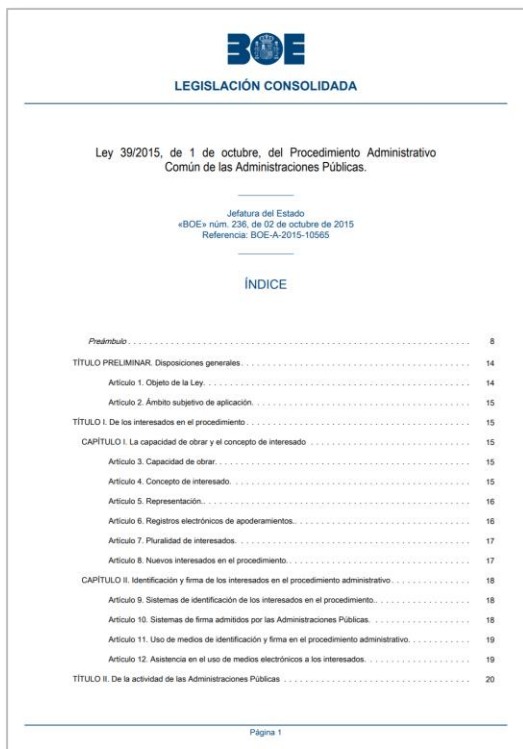 BOE
LEGISLACIÓN CONSOLIDADA
Ley 39/2015, de 1 de octubre, del Procedimiento Administrativo
Común de las Administraciones Públicas.
Jefatura del Estado
«BOE» núm. 236, de 02 de octubre de 2015
Referencia: BOE-A-2015-10565
ÍNDICE
Preámbulo . . . . . . . . . . 8
TÍTULO PRELIMINAR. Disposiciones generales. . . . . . . . . . 14
Artículo 1. Objeto de la Ley. . . . . . . . . . 14
Artículo 2. Ámbito subjetivo de aplicación. . . . . . . . . . 15
TÍTULO I. De los interesados en el procedimiento . . . . . . . . . . 15
CAPÍTULO I. La capacidad de obrar y el concepto de interesado . . . . . . . . . . 15
Artículo 3. Capacidad de obrar. . . . . . . . . . 15
Artículo 4. Concepto de interesado. . . . . . . . . . 15
Artículo 5. Representación. . . . . . . . . . 16
Artículo 6. Registros electrónicos de apoderamientos. . . . . . . . . . 16
Artículo 7. Pluralidad de interesados. . . . . . . . . . 17
Artículo 8. Nuevos interesados en el procedimiento. . . . . . . . . . 17
CAPÍTULO II. Identificación y firma de los interesados en el procedimiento administrativo . . . . . . . . . . 18
Artículo 9. Sistemas de identificación de los interesados en el procedimiento. . . . . . . . . . 18
Artículo 10. Sistemas de firma admitidos por las Administraciones Públicas. . . . . . . . . . 18
Artículo 11. Uso de medios de identificación y firma en el procedimiento administrativo. . . . . . . . . . 19
Artículo 12. Asistencia en el uso de medios electrónicos a los interesados. . . . . . . . . . 19
TÍTULO II. De la actividad de las Administraciones Públicas . . . . . . . . . . 20
Página 1